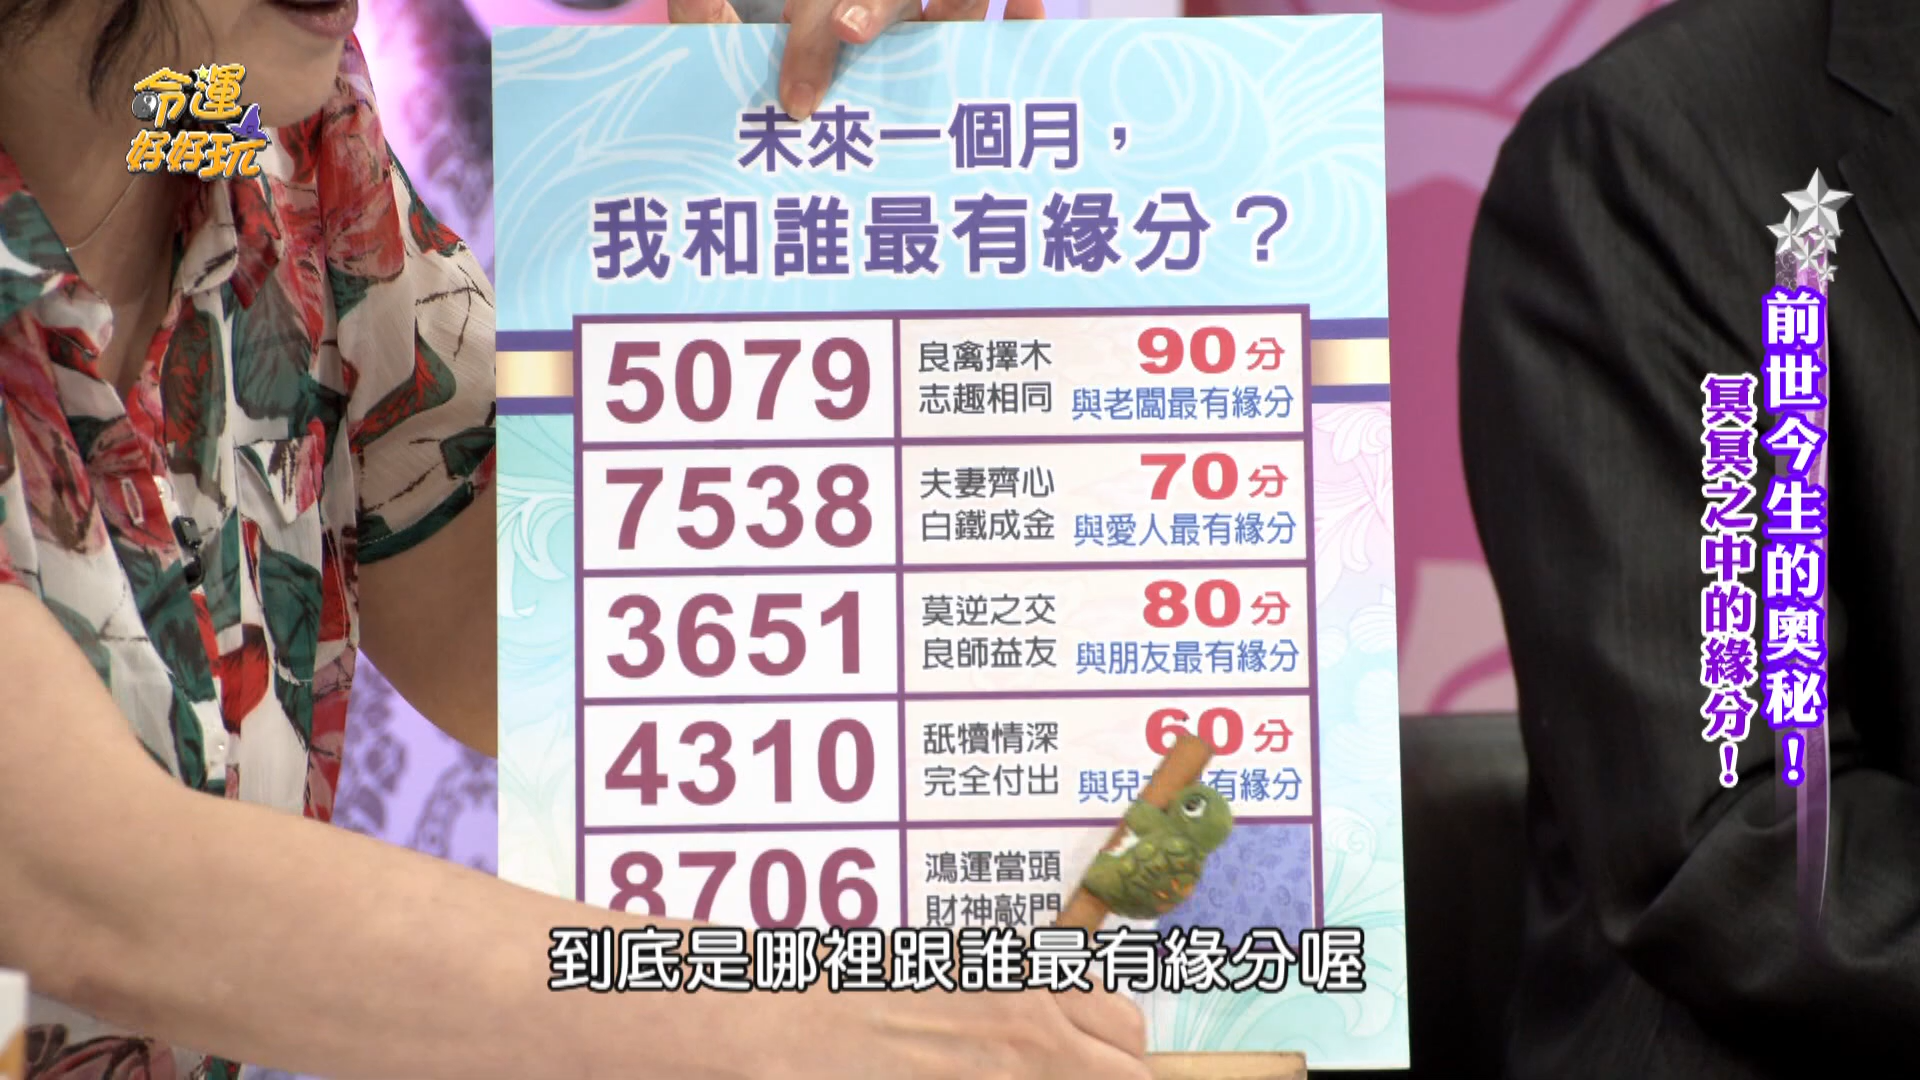 命運
好好玩
未來一個月，
我和誰最有緣分？
5079
良禽擇木
志趣相同
90分
與老闆最有緣分
7538
夫妻齊心
白鐵成金
70分
與愛人最有緣分
3651
莫逆之交
良師益友
80分
與朋友最有緣分
4310
舐犢情深
完全付出
60分
與兒 有緣分
8706
鴻運當頭
財神敲門
前世今生的奧秘！
冥冥之中的緣分！
到底是哪裡跟誰最有緣分喔